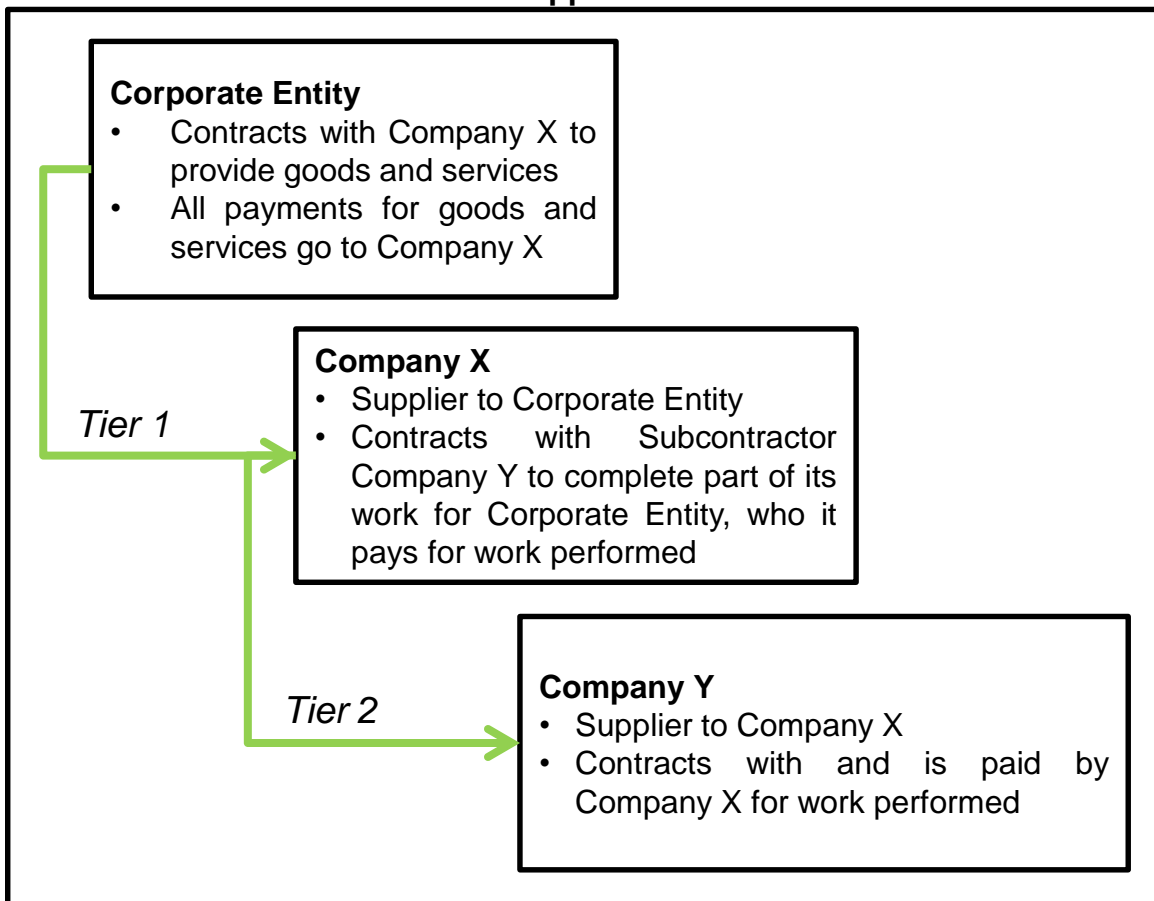 Corporate Entity
• Contracts with Company X to
provide goods and services
• All payments for goods and
services go to Company X
Company X
• Supplier to Corporate Entity
• Contracts with Subcontractor
Company Y to complete part of its
work for Corporate Entity, who it
pays for work performed
Tier 1
Tier 2
Company Y
• Supplier to Company X
• Contracts with and is paid by
Company X for work performed